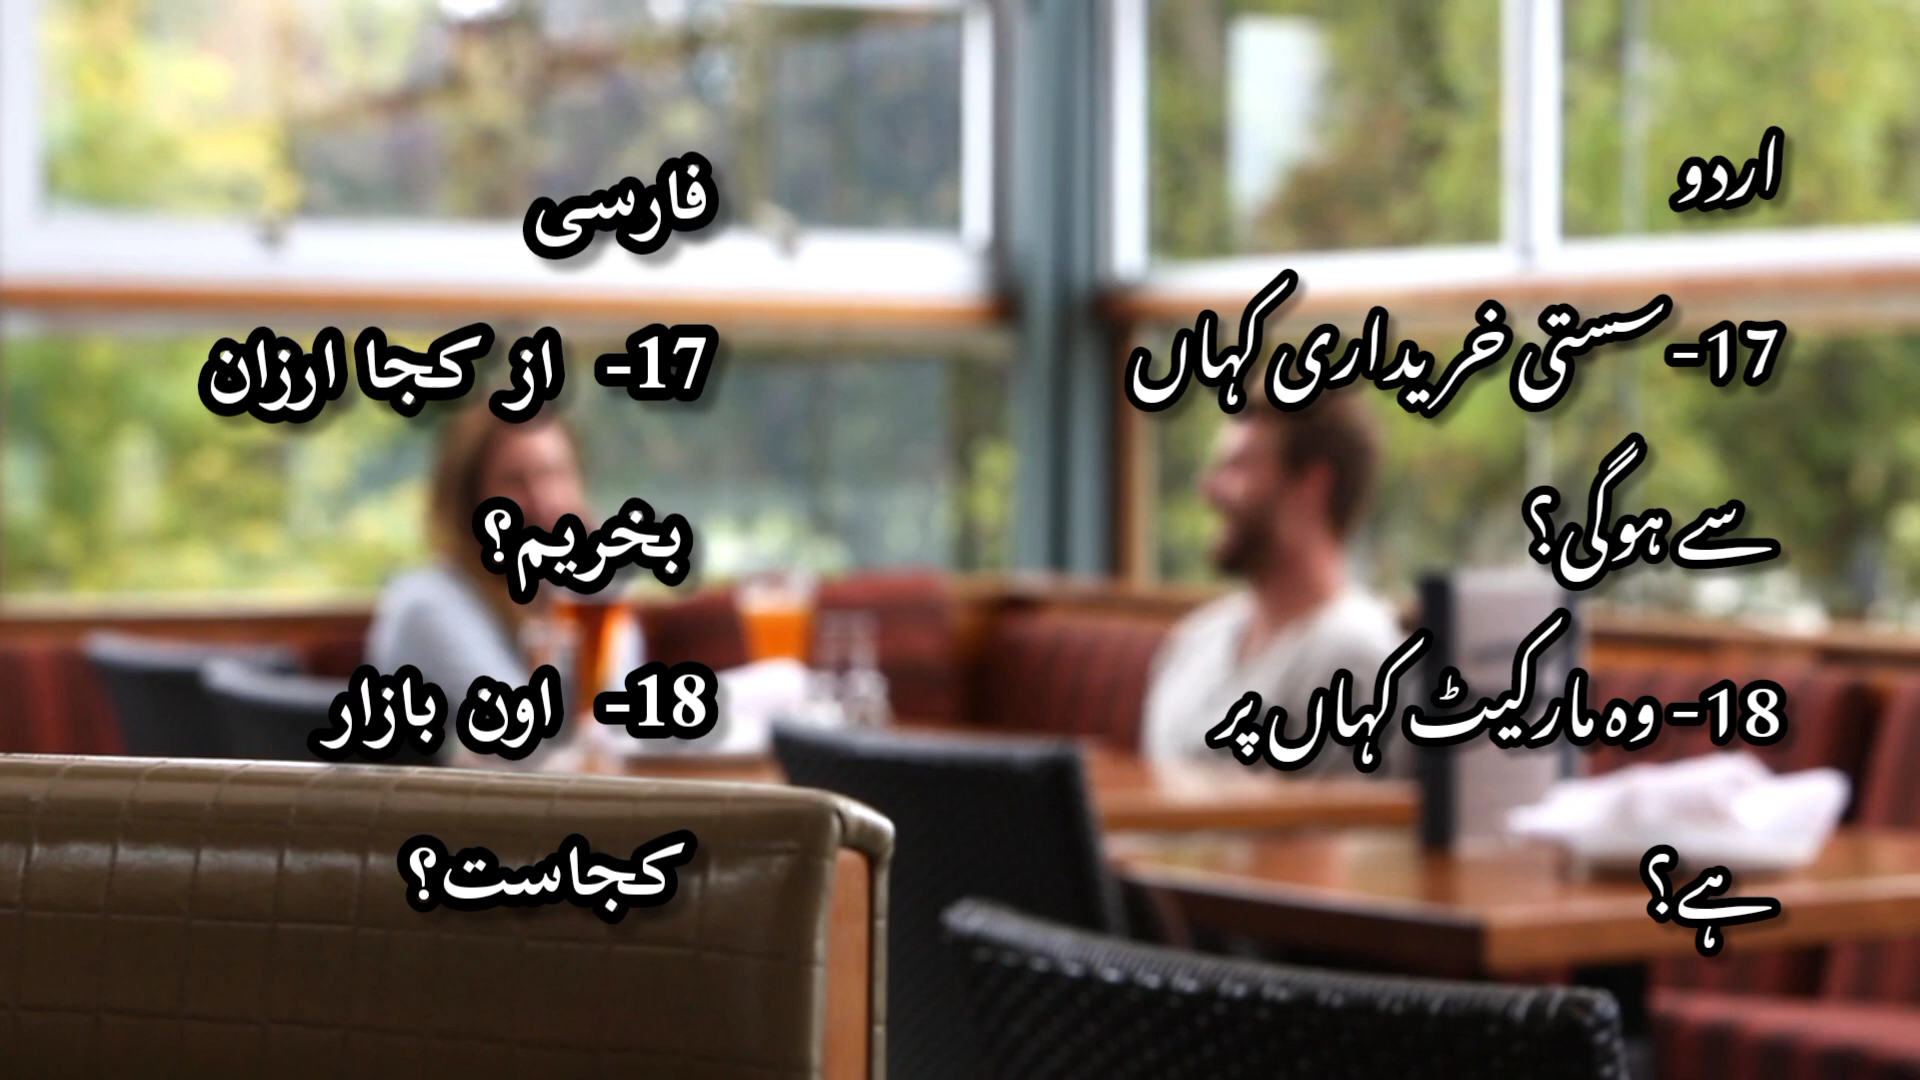 اردو
17- سستی خریداری کہاں
سے ہوگی؟
18- وہ مارکیٹ کہاں پر
ہے؟
فارسی
17- از کجا ارزان
بخریم؟
18- اون بازار
کجاست؟